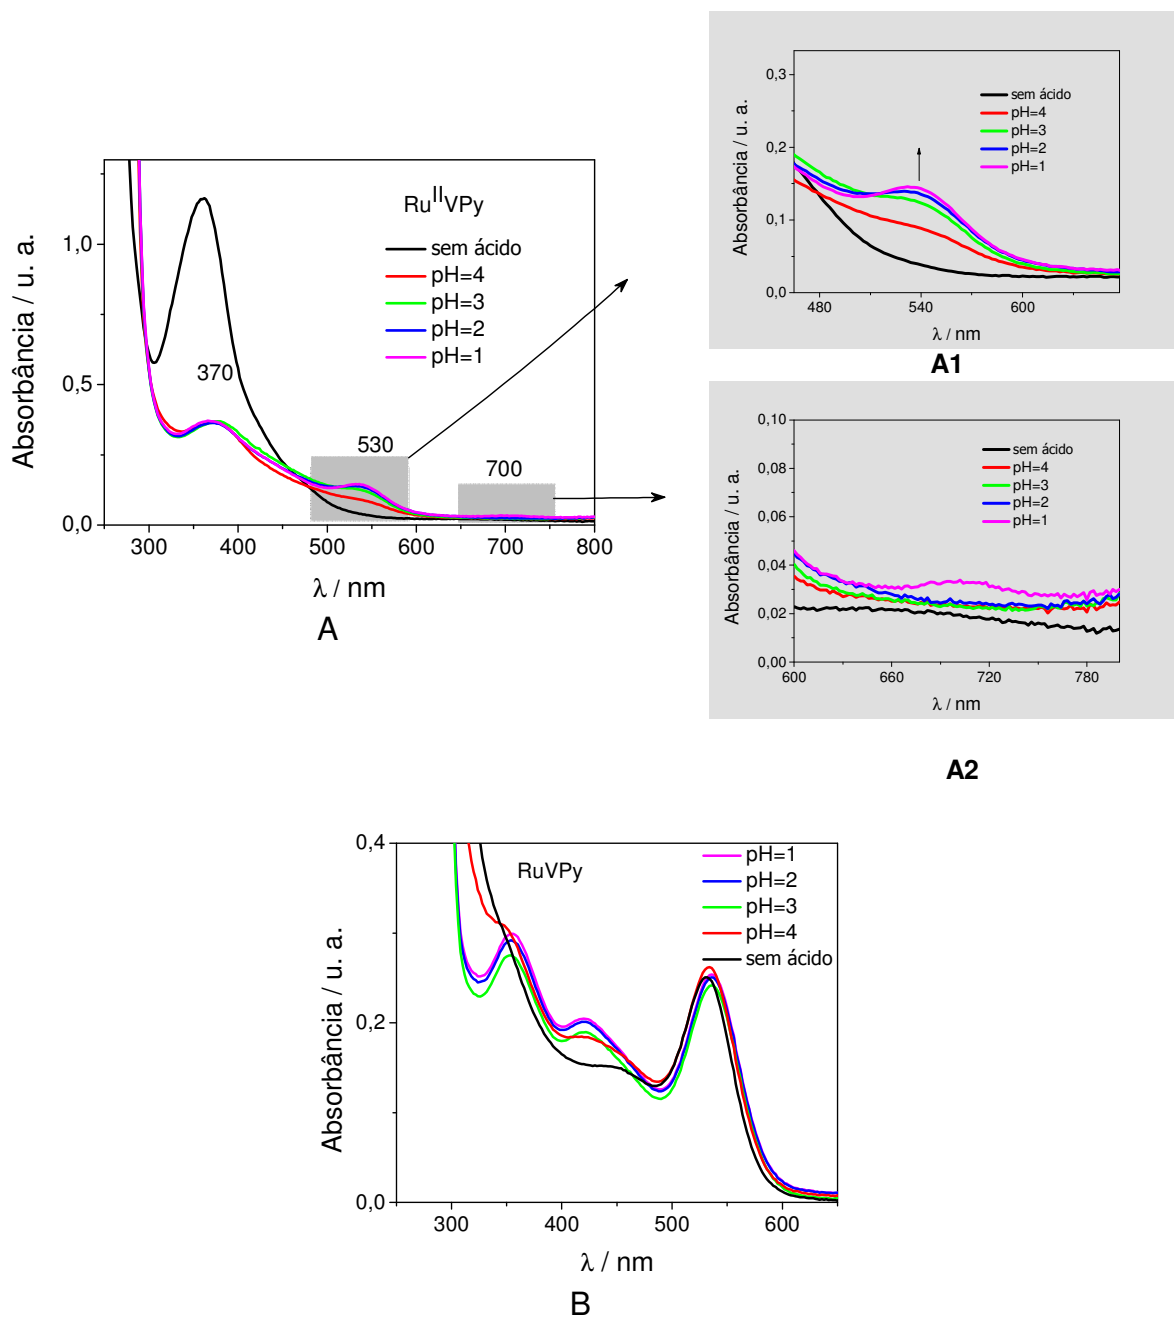 Ru^II VPy
sem ácido
pH=4
pH=3
pH=2
pH=1
370
530
700
1,0
0,5
0,0
300 400 500 600 700 800
Absorbância / u. a.
λ / nm
A
0,3
0,2
0,1
0,0
480 540 600
Absorbância / u. a.
λ / nm
sem ácido
pH=4
pH=3
pH=2
pH=1
A1
0,10
0,08
0,06
0,04
0,02
0,00
600 660 720 780
Absorbância / u. a.
λ / nm
sem ácido
pH=4
pH=3
pH=2
pH=1
A2
RuVPy
pH=1
pH=2
pH=3
pH=4
sem ácido
0,4
0,2
0,0
300 400 500 600
Absorbância / u. a.
λ / nm
B